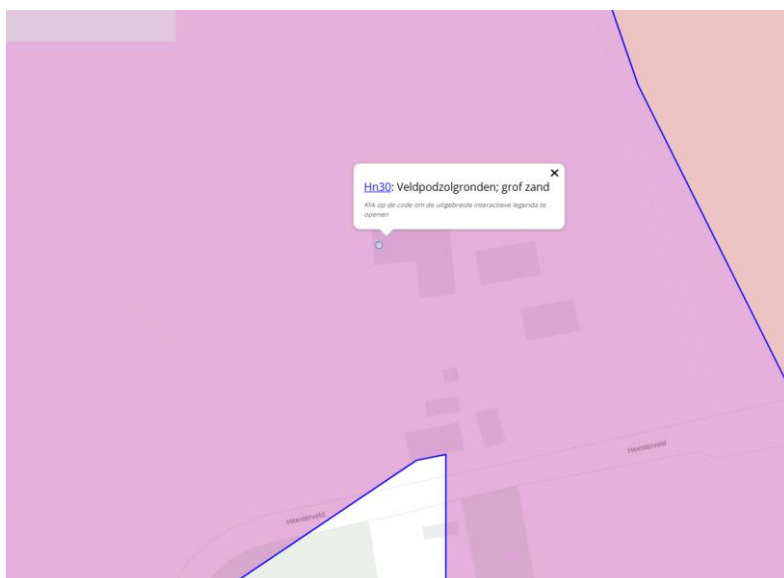 Hn30: Veldpodzolgronden; grof zand
Klik op de code om de uitgebreide interactieve legenda te
openen
Heesterveld
Heesterveld